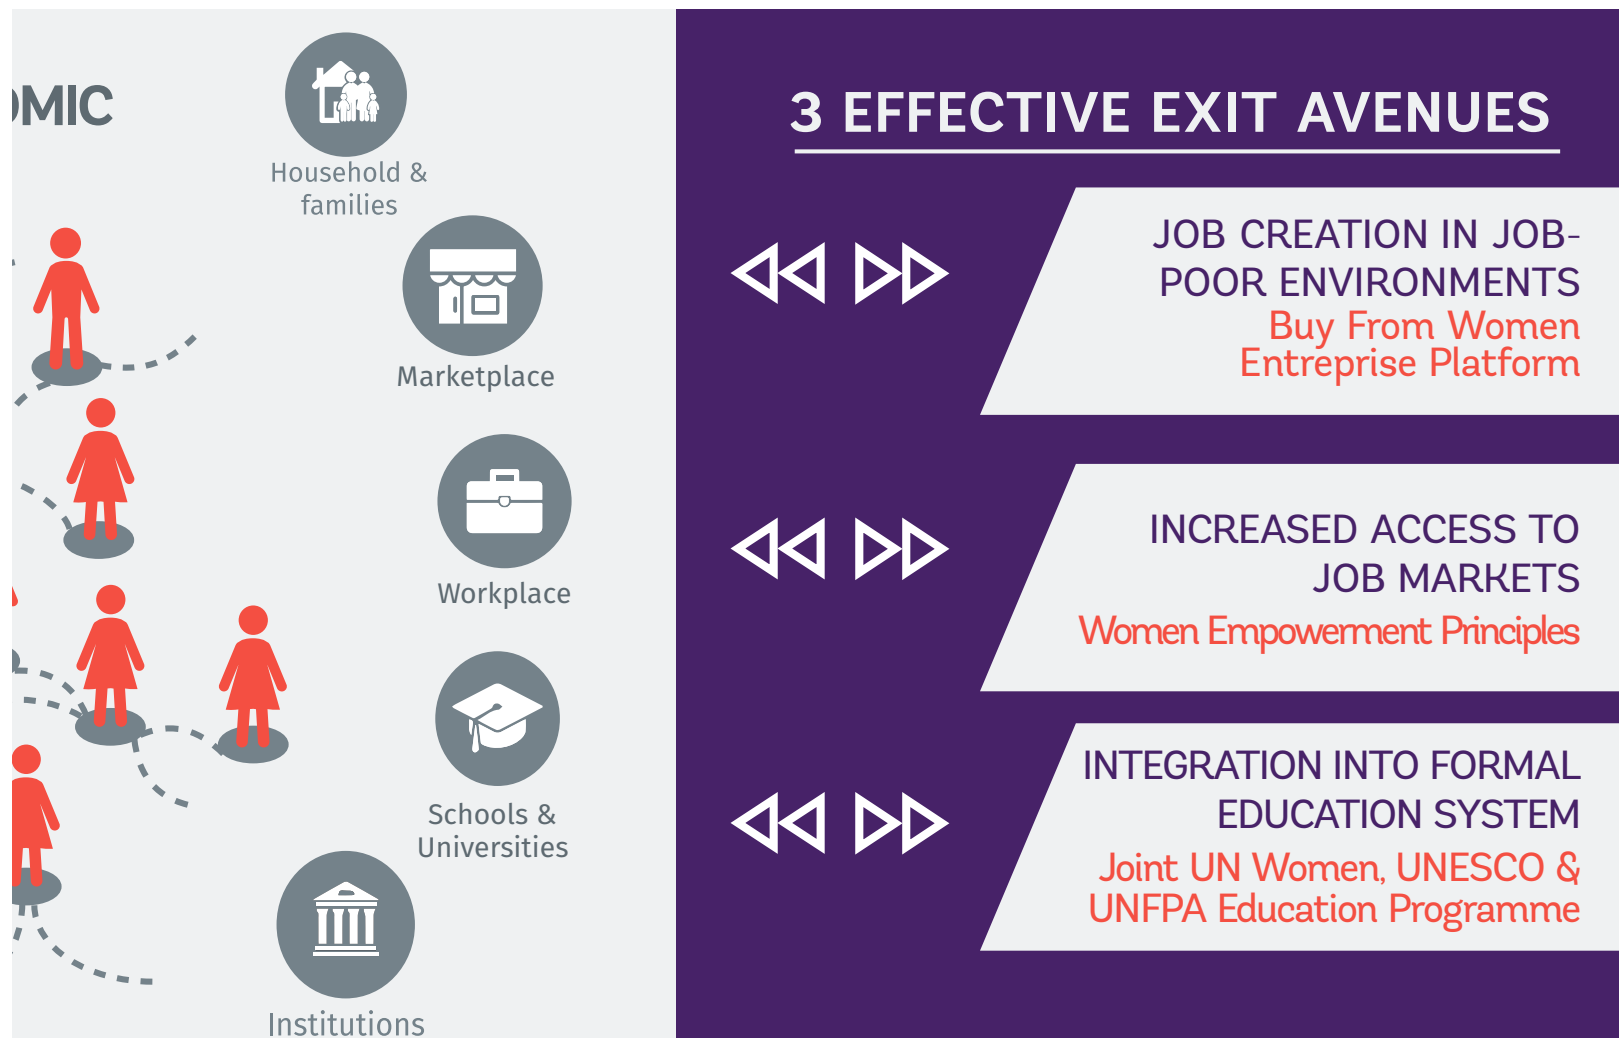 Household &
families
Marketplace
Workplace
Schools &
Universities
Institutions
3 EFFECTIVE EXIT AVENUES
JOB CREATION IN JOB-
POOR ENVIRONMENTS
Buy From Women
Entreprise Platform
INCREASED ACCESS TO
JOB MARKETS
Women Empowerment Principles
INTEGRATION INTO FORMAL
EDUCATION SYSTEM
Joint UN Women, UNESCO &
UNFPA Education Programme